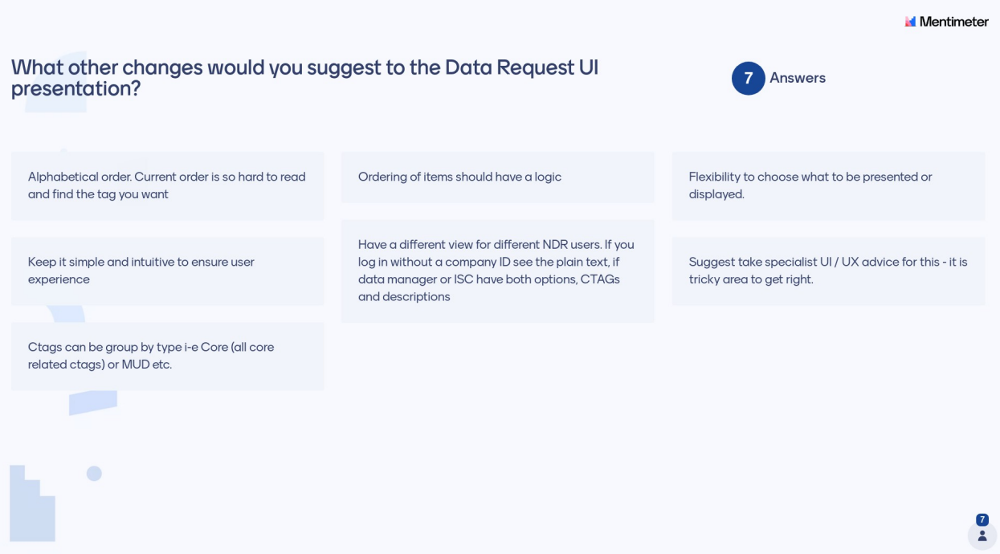 Mentimeter
What other changes would you suggest to the Data Request UI
presentation?
7 Answers
Alphabetical order. Current order is so hard to read
and find the tag you want
Ordering of items should have a logic
Flexibility to choose what to be presented or
displayed.
Keep it simple and intuitive to ensure user
experience
Have a different view for different NDR users. If you
log in without a company ID see the plain text, if
data manager or ISC have both options, CTAGs
and descriptions
Suggest take specialist UI / UX advice for this - it is
tricky area to get right.
Ctags can be group by type i-e Core (all core
related ctags) or MUD etc.
7